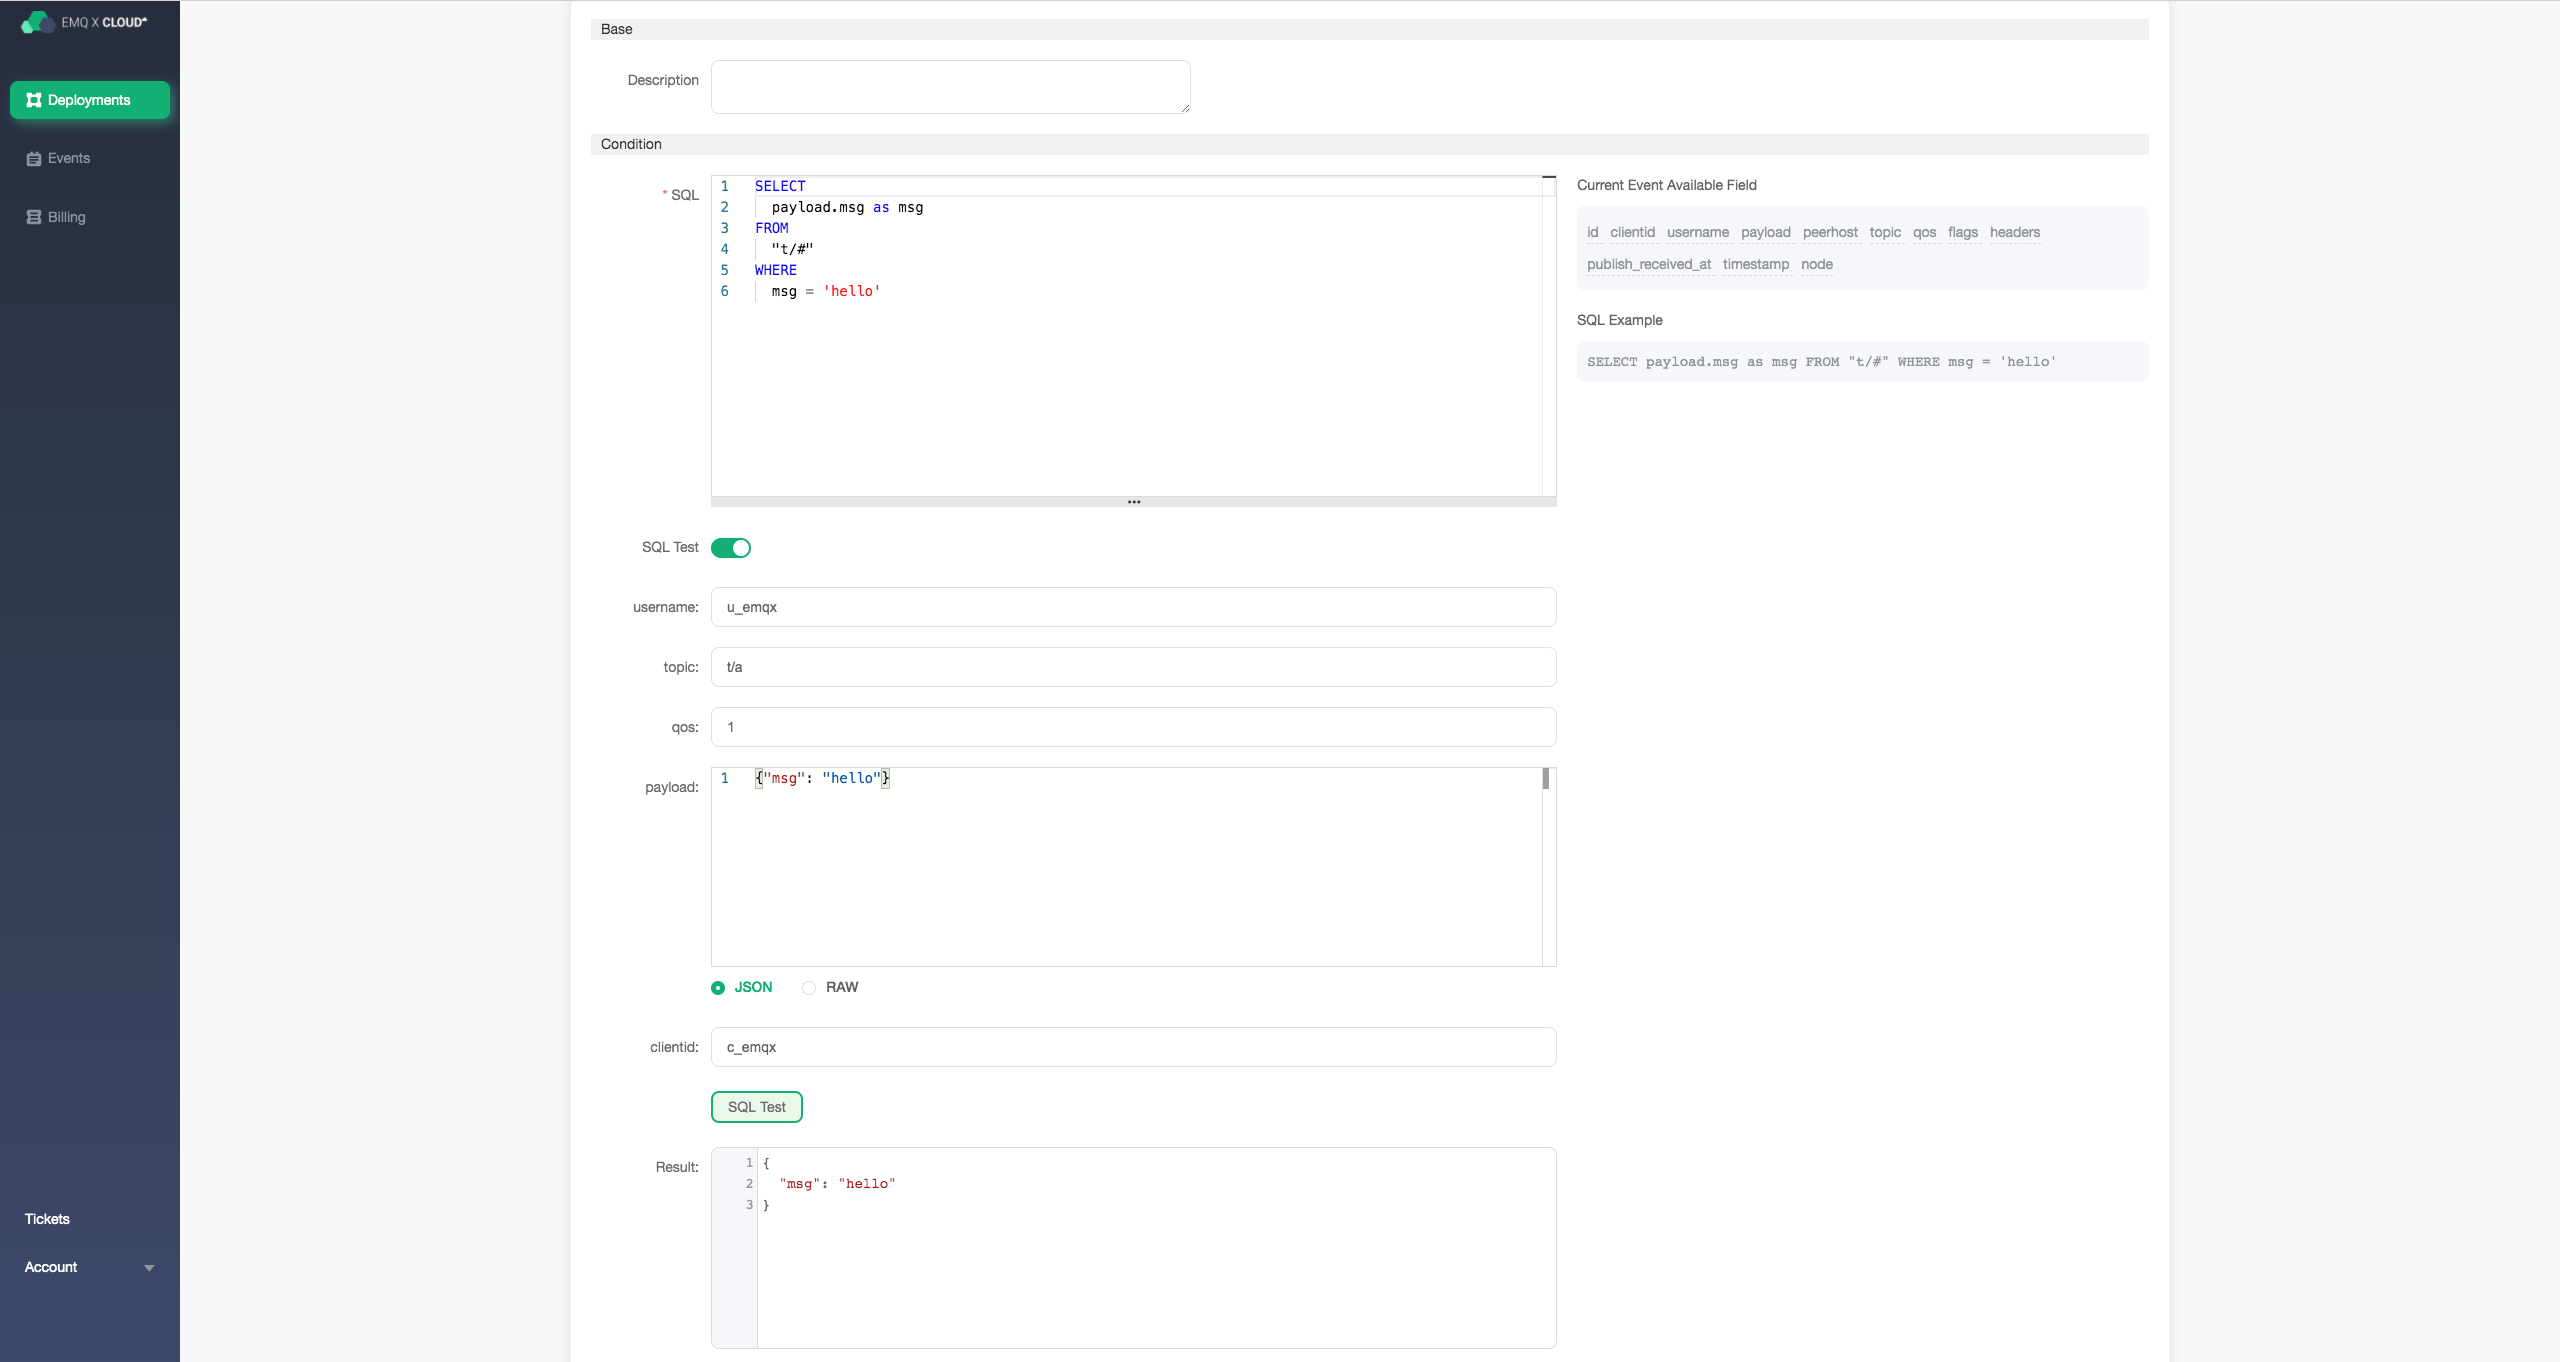 EMQ X CLOUD
Deployments
Events
Billing
Tickets
Account
Base
Description
Condition
* SQL
1 SELECT
2 payload.msg as msg
3 FROM
4 "t/#"
5 WHERE
6 msg = 'hello'
Current Event Available Field
id clientid username payload peerhost topic qos flags headers
publish_received_at timestamp node
SQL Example
SELECT payload.msg as msg FROM "t/#" WHERE msg = 'hello'
SQL Test
username: u_emqx
topic: t/a
qos: 1
payload: 1 {"msg": "hello"}
JSON RAW
clientid: c_emqx
SQL Test
Result:
1 {
2 "msg": "hello"
3 }